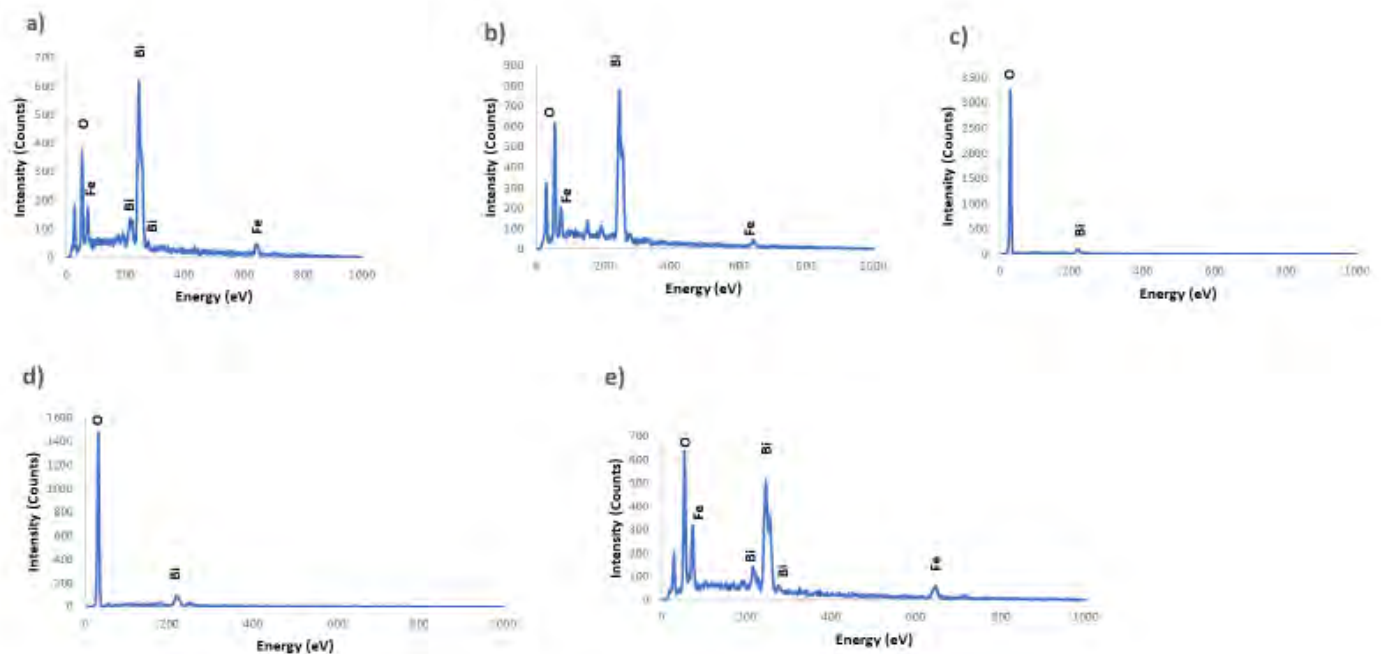 a)
Intensity (Counts)
700
600
500
400
300
200
100
0
0 200 400 600 800 1000
Energy (eV)
O
Fe
Bi
Bi
Bi
Fe
b)
Intensity (Counts)
900
800
700
600
500
400
300
200
100
0
0 200 400 600 800 1000
Energy (eV)
O
Fe
Bi
Fe
c)
Intensity (Counts)
3500
3000
2500
2000
1500
1000
500
0
0 200 400 600 800 1000
Energy (eV)
O
Bi
d)
Intensity (Counts)
1600
1400
1200
1000
800
600
400
200
0
0 200 400 600 800 1000
Energy (eV)
O
Bi
e)
Intensity (Counts)
700
600
500
400
300
200
100
0
0 200 400 600 800 1000
Energy (eV)
O
Fe
Bi
Bi
Bi
Fe